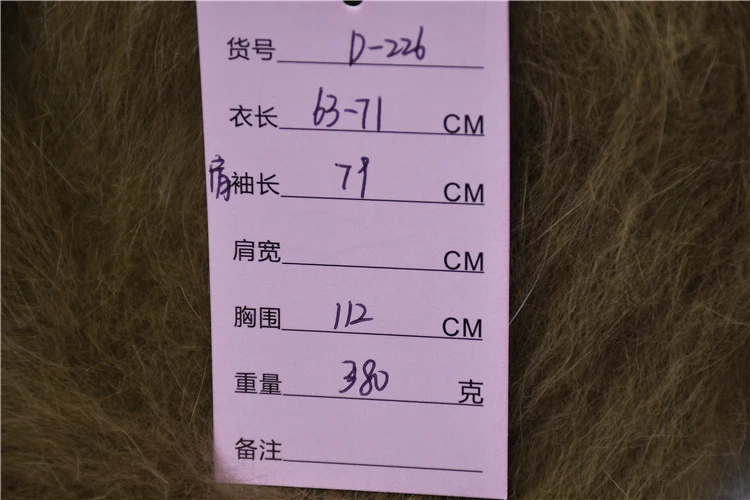 货号 D-226
衣长 63-71 CM
肩袖长 79 CM
肩宽 CM
胸围 112 CM
重量 380 克
备注